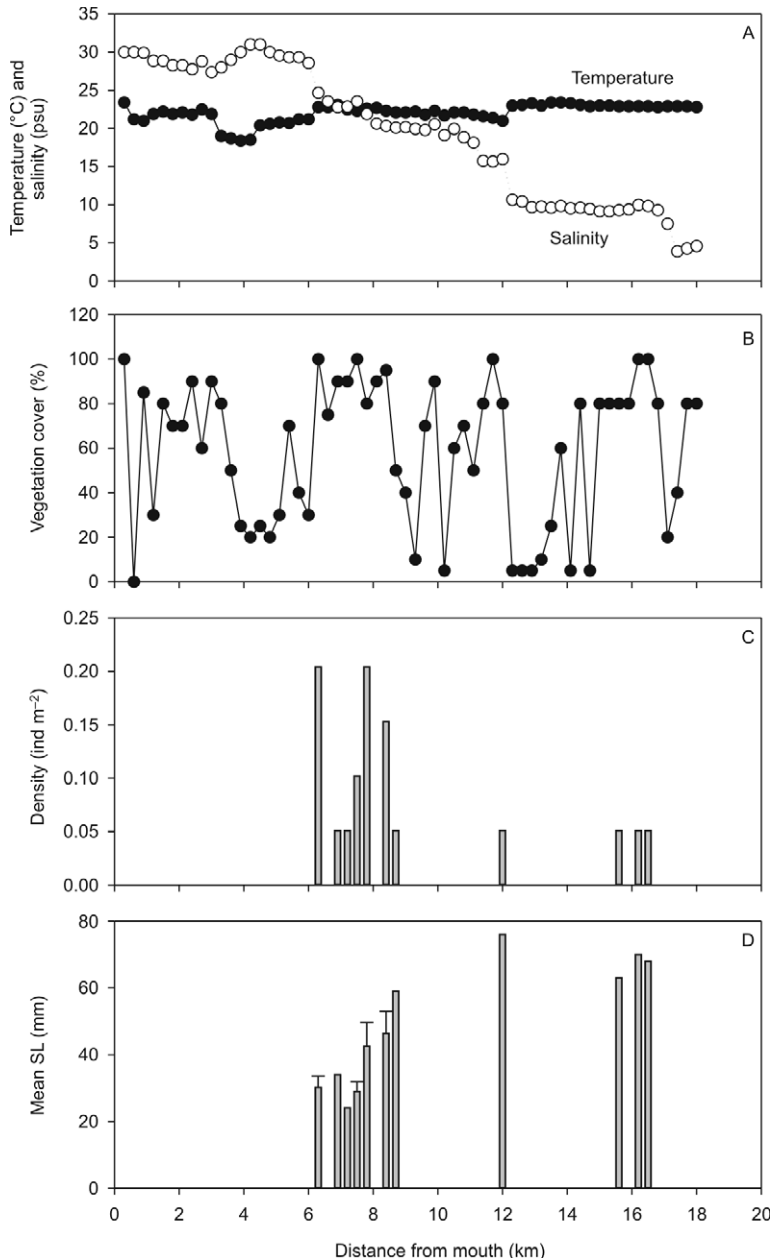 A
Temperature (°C) and
salinity (psu)
35
30
25
20
15
10
5
0
Temperature
Salinity
B
Vegetation cover (%)
120
100
80
60
40
20
0
C
Density (ind m⁻²)
0.25
0.20
0.15
0.10
0.05
0.00
D
Mean SL (mm)
80
60
40
20
0
0 2 4 6 8 10 12 14 16 18 20
Distance from mouth (km)